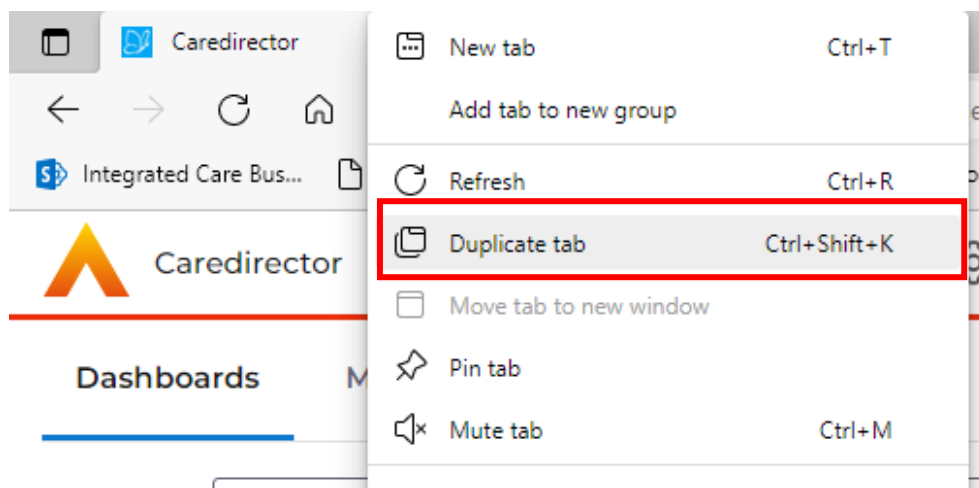 Caredirector
New tab Ctrl+T
Add tab to new group
Integrated Care Bus...
Refresh Ctrl+R
Caredirector
Duplicate tab Ctrl+Shift+K
Move tab to new window
Dashboards M
Pin tab
Mute tab Ctrl+M